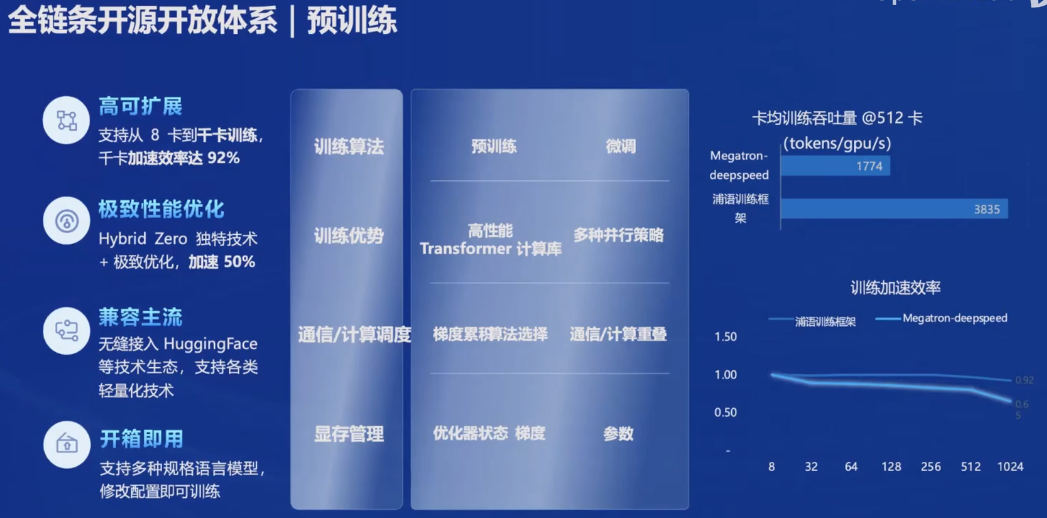 全链条开源开放体系 | 预训练
高可扩展
支持从 8 卡到千卡训练,
千卡加速效率达 92%
极致性能优化
Hybrid Zero 独特技术
+ 极致优化, 加速 50%
兼容主流
无缝接入 HuggingFace
等技术生态, 支持各类
轻量化技术
开箱即用
支持多种规格语言模型,
修改配置即可训练
训练算法
预训练
微调
训练优势
高性能
Transformer 计算库
多种并行策略
通信/计算调度
梯度累积算法选择
通信/计算重叠
显存管理
优化器状态 梯度
参数
卡均训练吞吐量 @512 卡
(tokens/gpu/s)
Megatron-
deepspeed
1774
浦语训练框
架
3835
训练加速效率
浦语训练框架
Megatron-deepspeed
1.50
1.00
0.50
-
0.92
0.6
5
8 32 64 128 256 512 1024